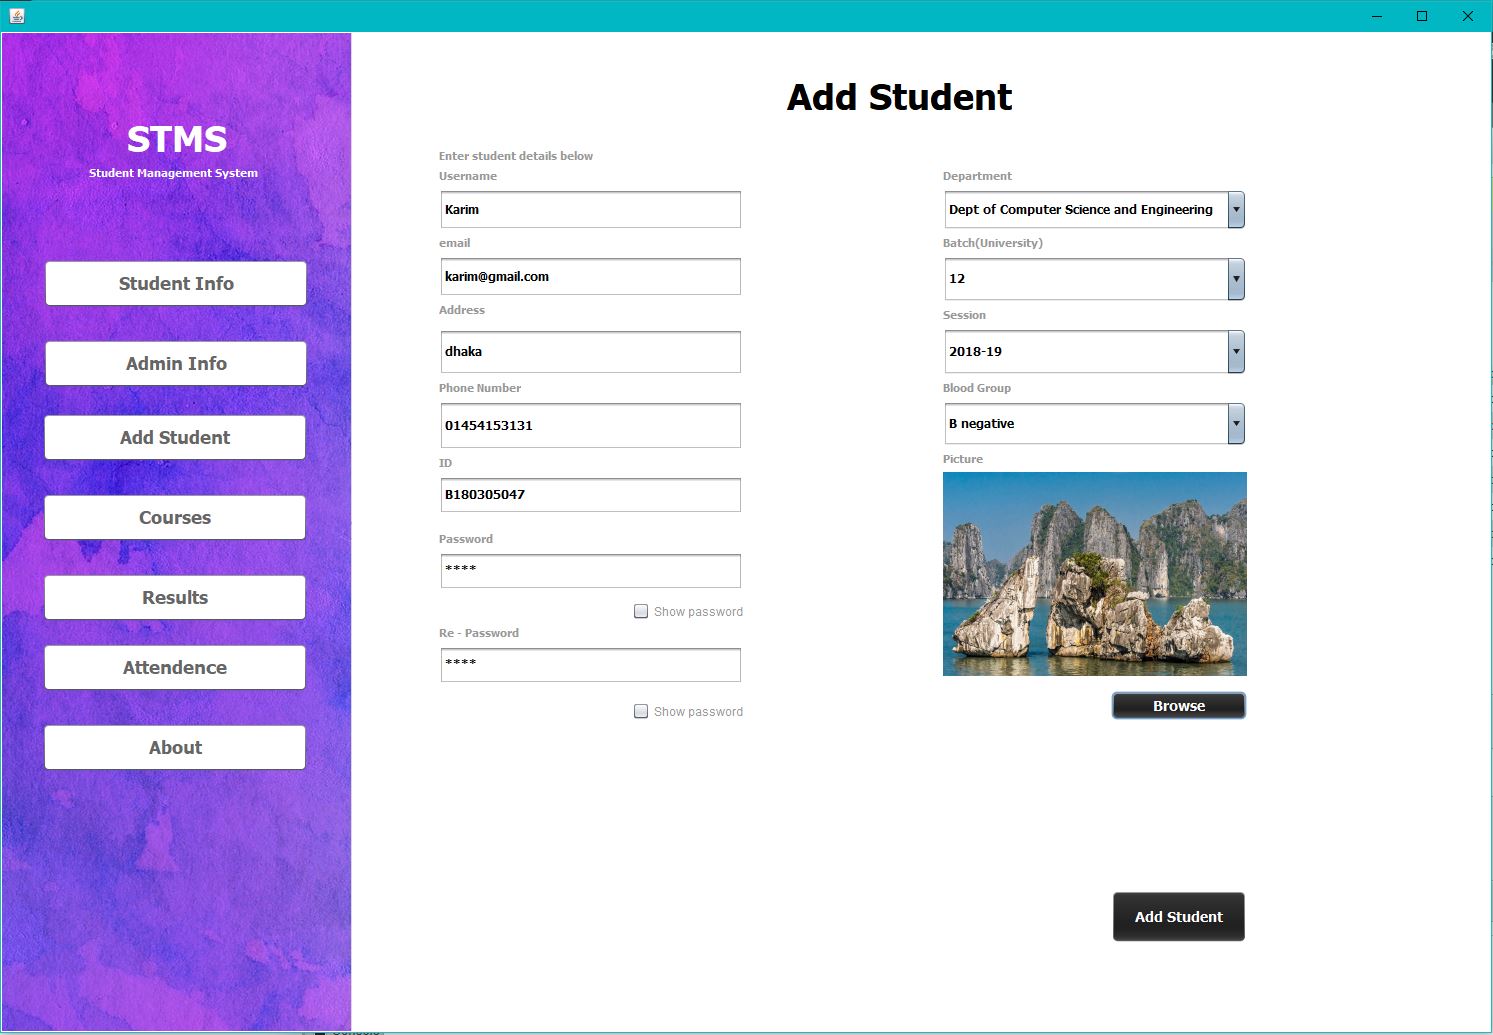 STMS
Student Management System
Student Info
Admin Info
Add Student
Courses
Results
Attendence
About
Add Student
Enter student details below
Username
Karim
email
karim@gmail.com
Address
dhaka
Phone Number
01454153131
ID
B180305047
Password
****
Show password
Re - Password
****
Show password
Department
Dept of Computer Science and Engineering
Batch(University)
12
Session
2018-19
Blood Group
B negative
Picture
Browse
Add Student